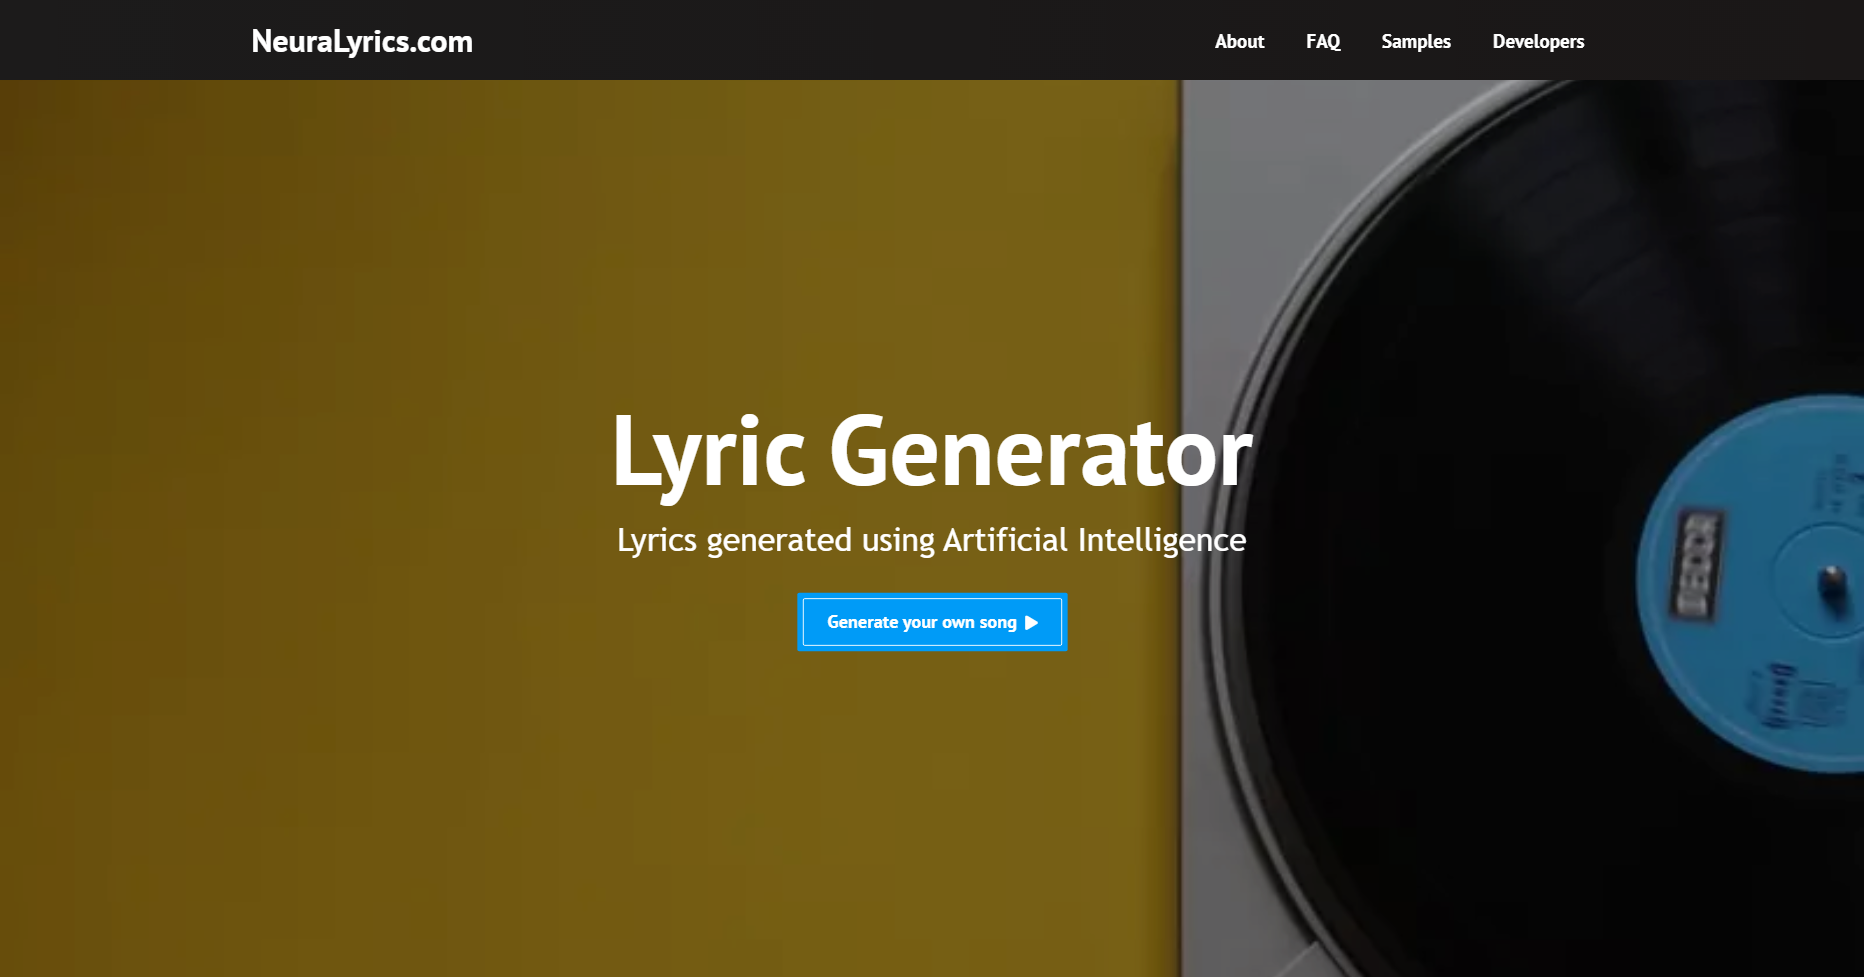 NeuraLyrics.com
About FAQ Samples Developers
Lyric Generator
Lyrics generated using Artificial Intelligence
Generate your own song
DECCA